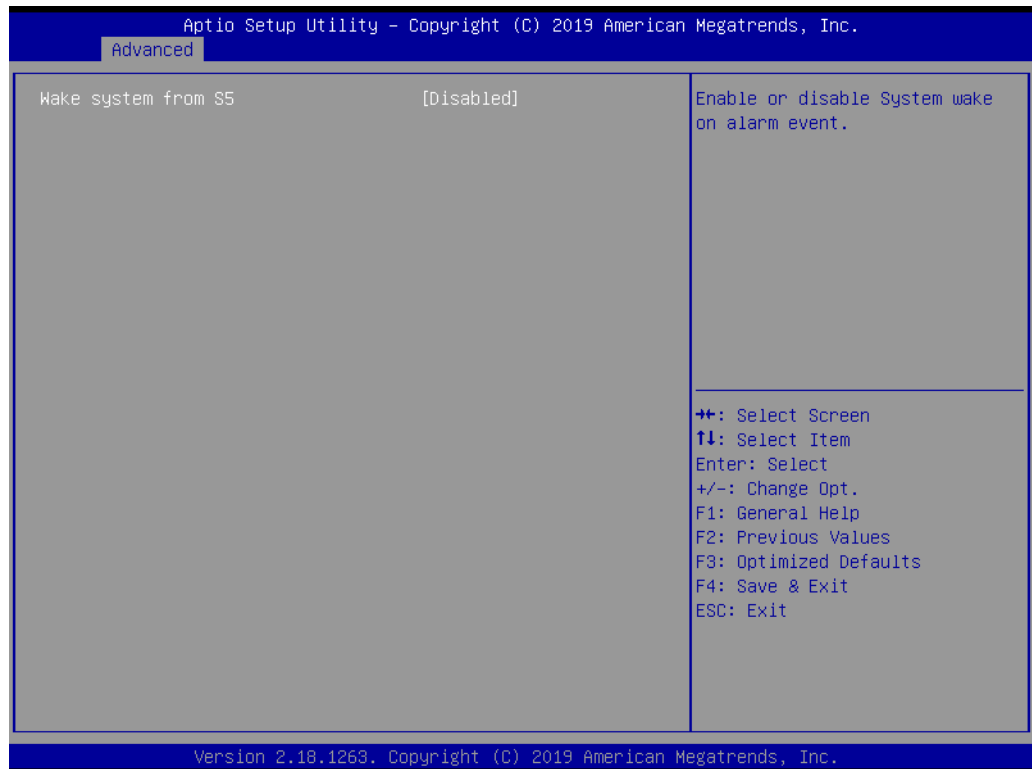 Aptio Setup Utility – Copyright (C) 2019 American Megatrends, Inc.
Advanced
Wake system from S5 [Disabled]
Enable or disable System wake
on alarm event.
→←: Select Screen
↑↓: Select Item
Enter: Select
+/-: Change Opt.
F1: General Help
F2: Previous Values
F3: Optimized Defaults
F4: Save & Exit
ESC: Exit
Version 2.18.1263. Copyright (C) 2019 American Megatrends, Inc.